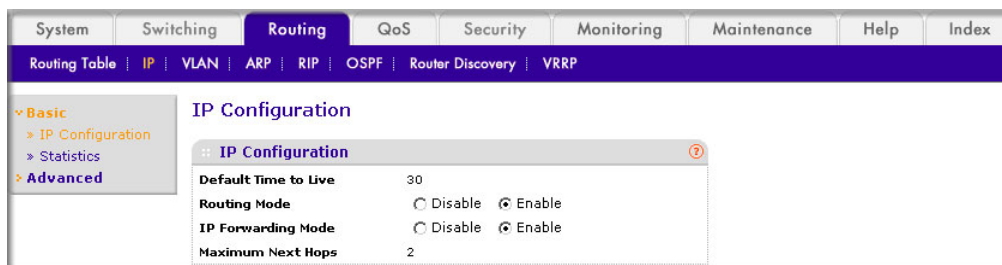 System Switching Routing QoS Security Monitoring Maintenance Help Index
Routing Table | IP | VLAN | ARP | RIP | OSPF | Router Discovery | VRRP
Basic
» IP Configuration
» Statistics
Advanced
IP Configuration
IP Configuration ?
Default Time to Live 30
Routing Mode Disable Enable
IP Forwarding Mode Disable Enable
Maximum Next Hops 2